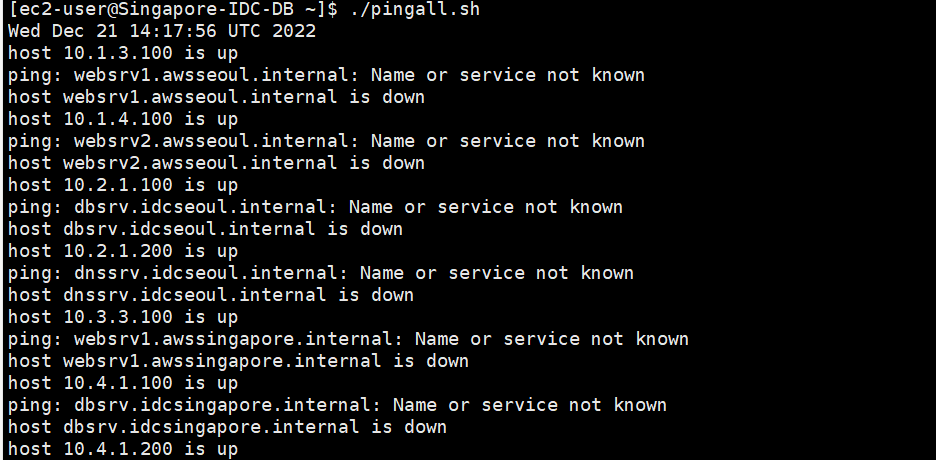 [ec2-user@Singapore-IDC-DB ~]$ ./pingall.sh
Wed Dec 21 14:17:56 UTC 2022
host 10.1.3.100 is up
ping: websrv1.awsseoul.internal: Name or service not known
host websrv1.awsseoul.internal is down
host 10.1.4.100 is up
ping: websrv2.awsseoul.internal: Name or service not known
host websrv2.awsseoul.internal is down
host 10.2.1.100 is up
ping: dbsrv.idcseoul.internal: Name or service not known
host dbsrv.idcseoul.internal is down
host 10.2.1.200 is up
ping: dnssrv.idcseoul.internal: Name or service not known
host dnssrv.idcseoul.internal is down
host 10.3.3.100 is up
ping: websrv1.awssingapore.internal: Name or service not known
host websrv1.awssingapore.internal is down
host 10.4.1.100 is up
ping: dbsrv.idcsingapore.internal: Name or service not known
host dbsrv.idcsingapore.internal is down
host 10.4.1.200 is up